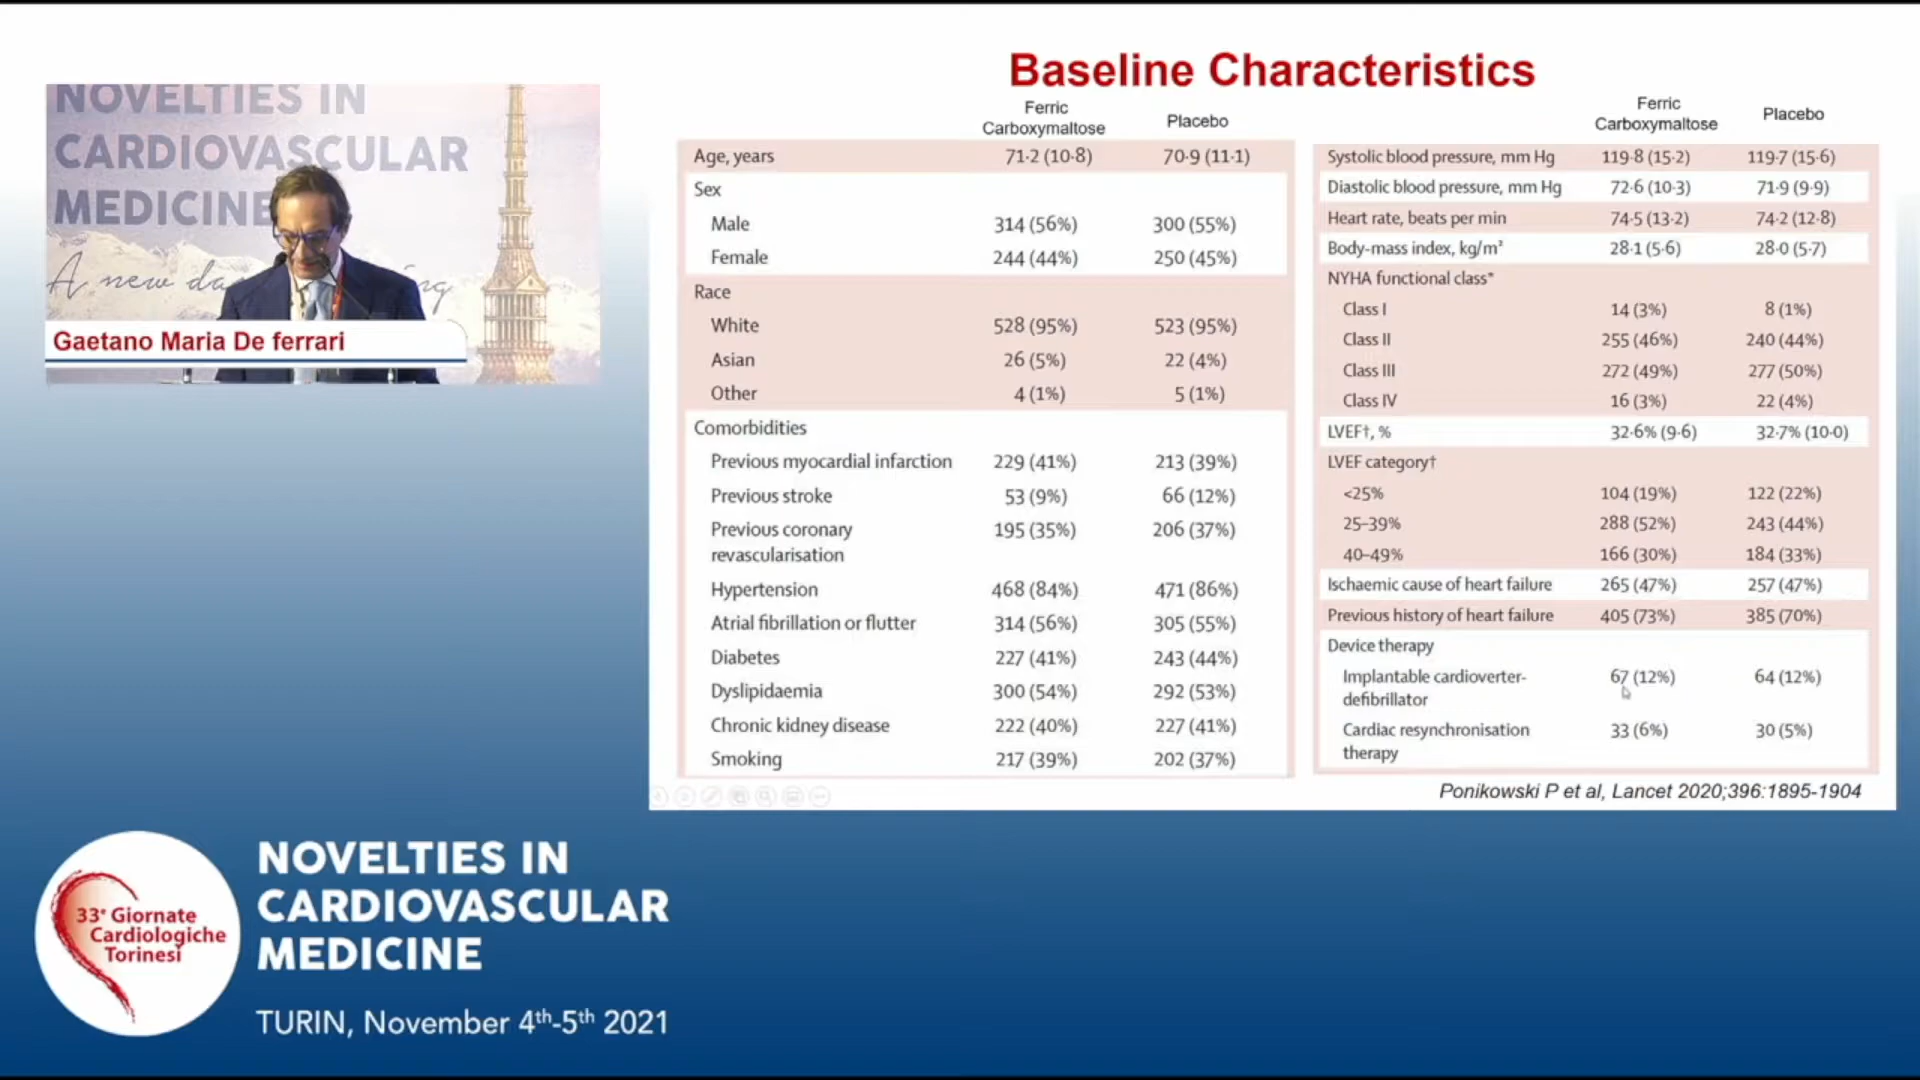 NOVELTIES IN
CARDIOVASCULAR
MEDICINE
Gaetano Maria De ferrari
Baseline Characteristics
Ferric Carboxymaltose Placebo
Age, years 71·2 (10·8) 70·9 (11·1)
Sex
Male 314 (56%) 300 (55%)
Female 244 (44%) 250 (45%)
Race
White 528 (95%) 523 (95%)
Asian 26 (5%) 22 (4%)
Other 4 (1%) 5 (1%)
Comorbidities
Previous myocardial infarction 229 (41%) 213 (39%)
Previous stroke 53 (9%) 66 (12%)
Previous coronary 195 (35%) 206 (37%)
revascularisation
Hypertension 468 (84%) 471 (86%)
Atrial fibrillation or flutter 314 (56%) 305 (55%)
Diabetes 227 (41%) 243 (44%)
Dyslipidaemia 300 (54%) 292 (53%)
Chronic kidney disease 222 (40%) 227 (41%)
Smoking 217 (39%) 202 (37%)
Ferric Carboxymaltose Placebo
Systolic blood pressure, mm Hg 119·8 (15·2) 119·7 (15·6)
Diastolic blood pressure, mm Hg 72·6 (10·3) 71·9 (9·9)
Heart rate, beats per min 74·5 (13·2) 74·2 (12·8)
Body-mass index, kg/m² 28·1 (5·6) 28·0 (5·7)
NYHA functional class*
Class I 14 (3%) 8 (1%)
Class II 255 (46%) 240 (44%)
Class III 272 (49%) 277 (50%)
Class IV 16 (3%) 22 (4%)
LVEF†, % 32·6% (9·6) 32·7% (10·0)
LVEF category†
<25% 104 (19%) 122 (22%)
25–39% 288 (52%) 243 (44%)
40–49% 166 (30%) 184 (33%)
Ischaemic cause of heart failure 265 (47%) 257 (47%)
Previous history of heart failure 405 (73%) 385 (70%)
Device therapy
Implantable cardioverter- 67 (12%) 64 (12%)
defibrillator
Cardiac resynchronisation 33 (6%) 30 (5%)
therapy
Ponikowski P et al, Lancet 2020;396:1895-1904
33° Giornate
Cardiologiche
Torinesi
NOVELTIES IN
CARDIOVASCULAR
MEDICINE
TURIN, November 4th-5th 2021